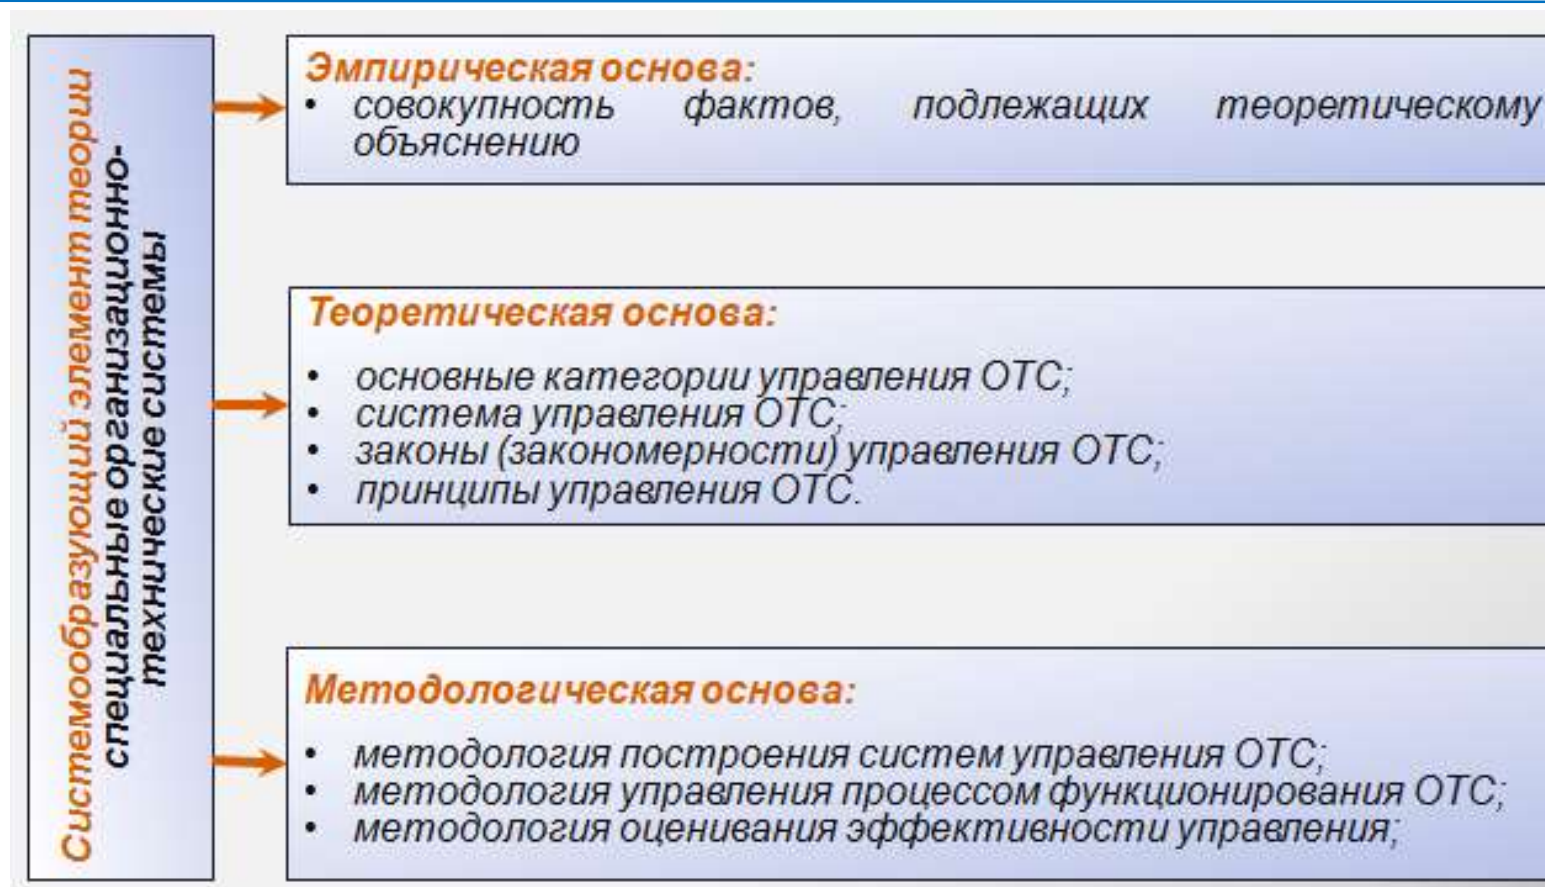 Системообразующий элемент теории
специальные организационно-
технические системы
Эмпирическая основа:
• совокупность фактов, подлежащих теоретическому
объяснению
Теоретическая основа:
• основные категории управления ОТС;
• система управления ОТС;
• законы (закономерности) управления ОТС;
• принципы управления ОТС.
Методологическая основа:
• методология построения систем управления ОТС;
• методология управления процессом функционирования ОТС;
• методология оценивания эффективности управления;